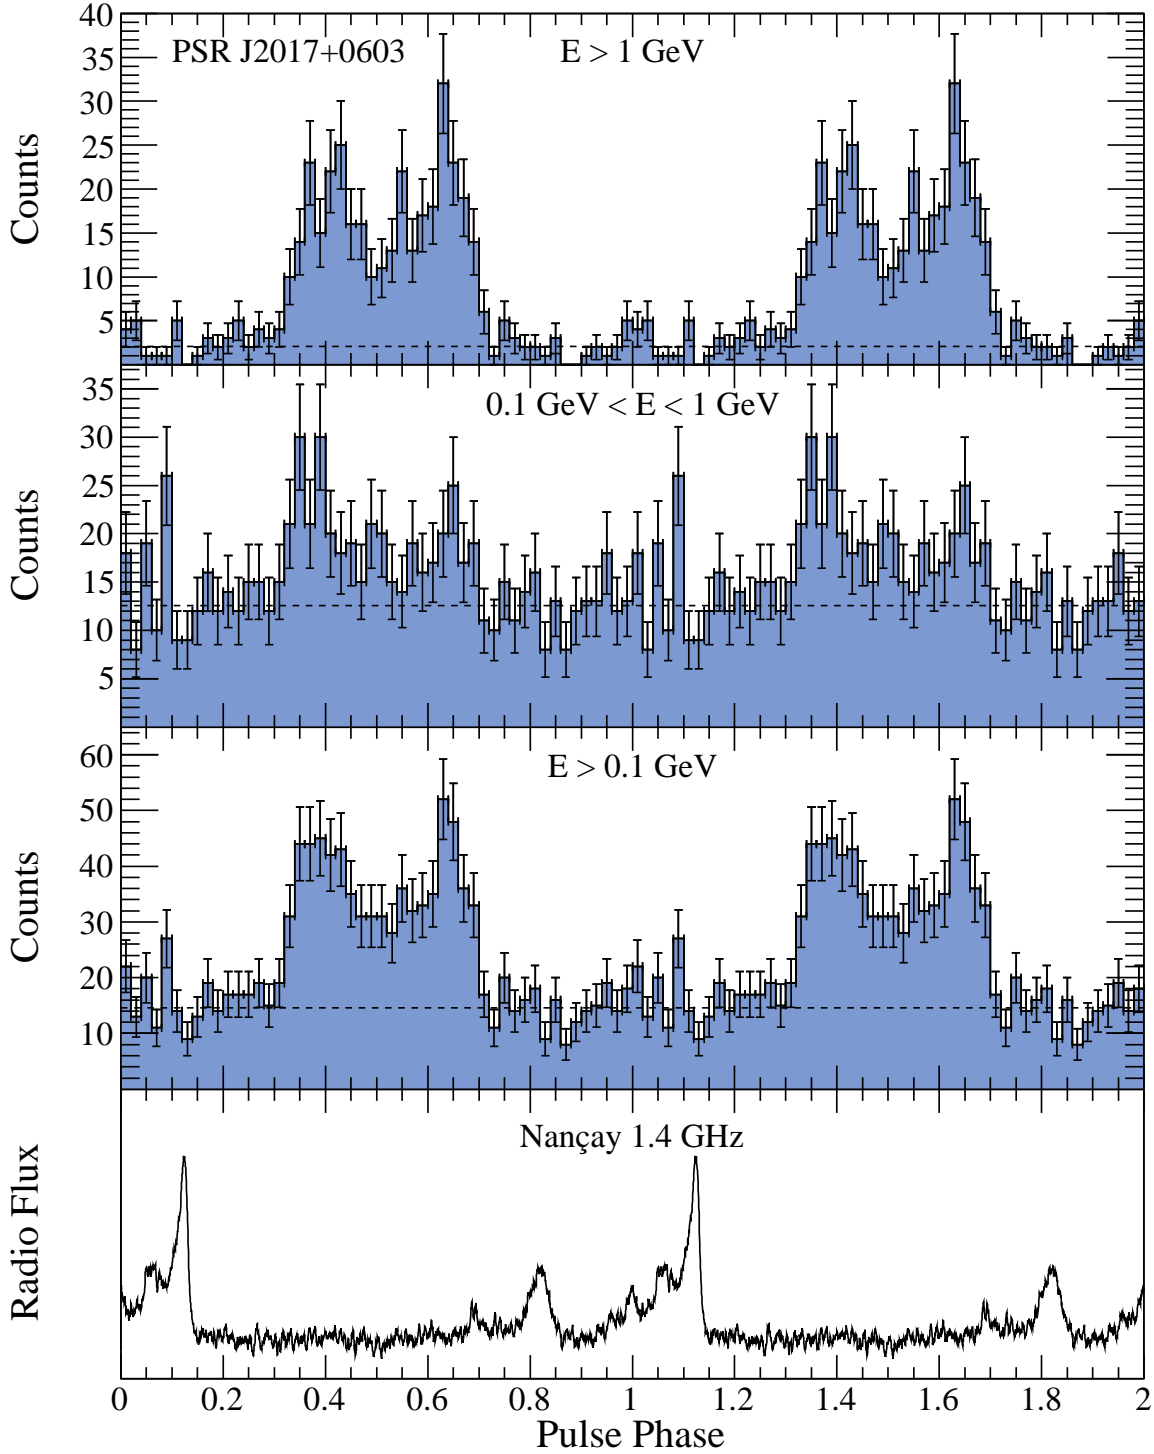 PSR J2017+0603
E > 1 GeV
40
35
30
25
20
15
10
5
Counts
0.1 GeV < E < 1 GeV
35
30
25
20
15
10
5
Counts
E > 0.1 GeV
60
50
40
30
20
10
Counts
Nançay 1.4 GHz
Radio Flux
0 0.2 0.4 0.6 0.8 1 1.2 1.4 1.6 1.8 2
Pulse Phase